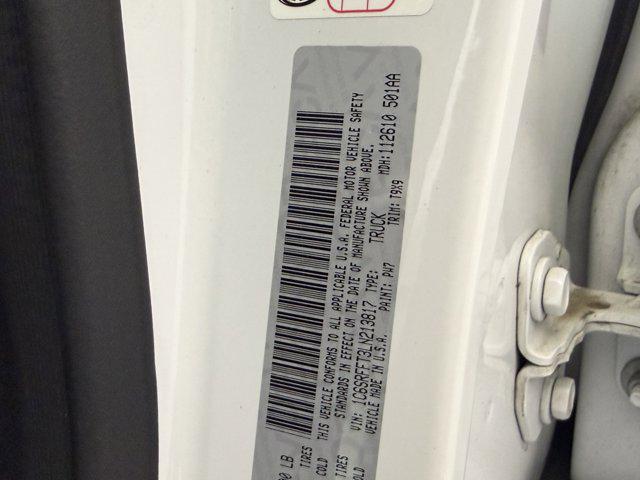 00 LB
TIRES
COLD
TIRES
COLD
THIS VEHICLE CONFORMS TO ALL APPLICABLE U.S.A. FEDERAL MOTOR VEHICLE SAFETY
STANDARDS IN EFFECT ON THE DATE OF MANUFACTURE SHOWN ABOVE.
VIN: 1C6SRFFT3LN213817 TYPE: TRUCK MDH: 112610 501AA
VEHICLE MADE IN U.S.A. PAINT: PW7 TRIM: T9X9